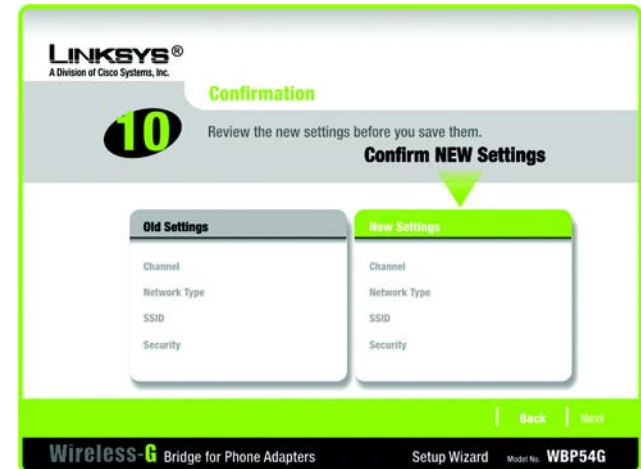 LINKSYS®
A Division of Cisco Systems, Inc.
Confirmation
10
Review the new settings before you save them.
Confirm NEW Settings
Old Settings
Channel
Network Type
SSID
Security
New Settings
Channel
Network Type
SSID
Security
Back
Next
Wireless-G Bridge for Phone Adapters
Setup Wizard
Model No. WBP54G